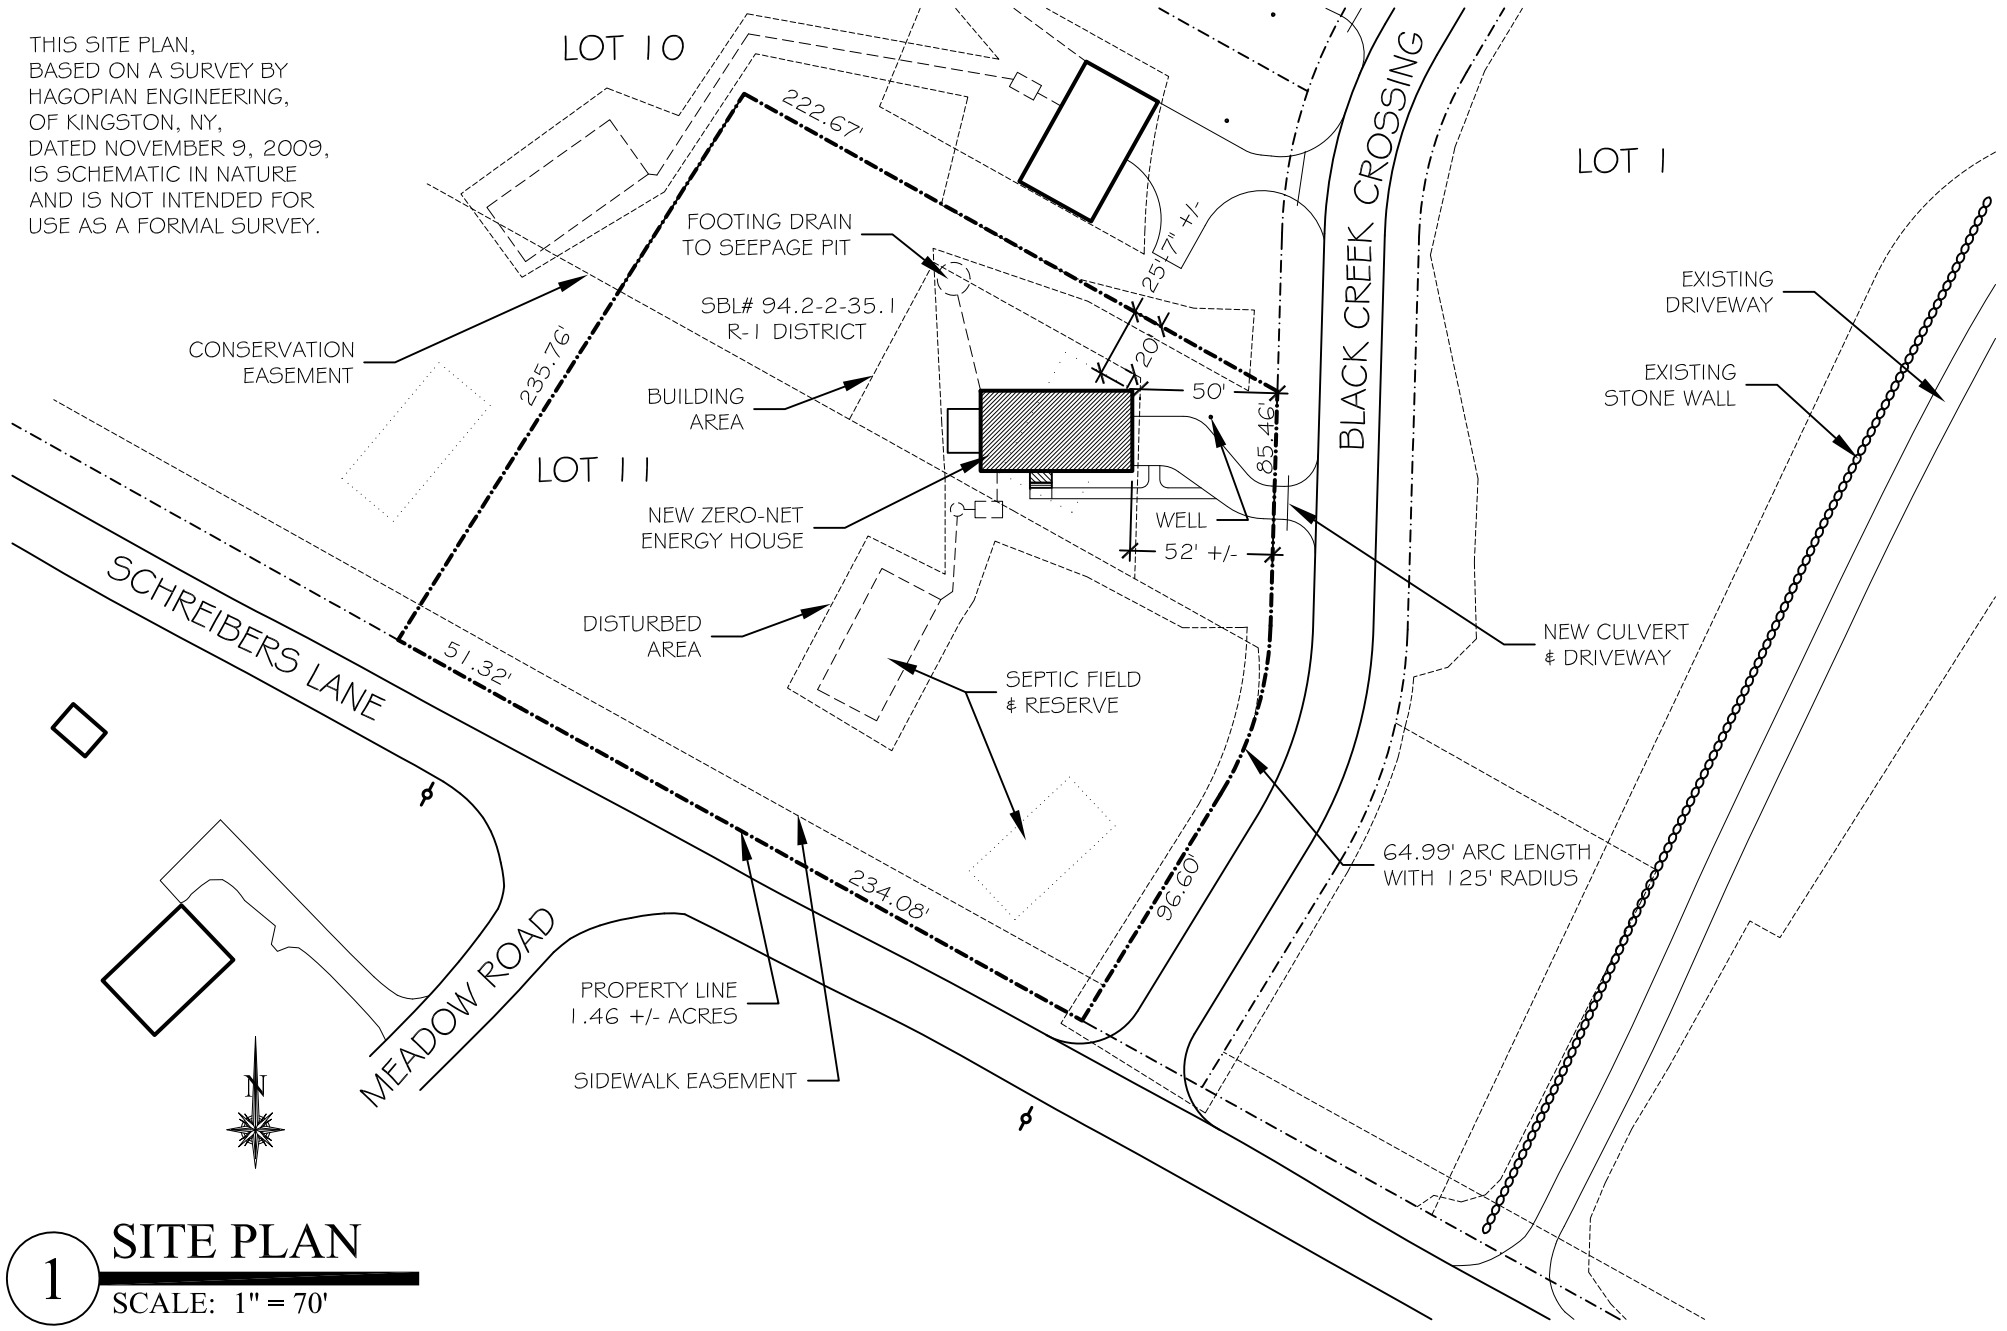 THIS SITE PLAN,
BASED ON A SURVEY BY
HAGOPIAN ENGINEERING,
OF KINGSTON, NY,
DATED NOVEMBER 9, 2009,
IS SCHEMATIC IN NATURE
AND IS NOT INTENDED FOR
USE AS A FORMAL SURVEY.
LOT 10
222.67'
BLACK CREEK CROSSING
LOT 1
FOOTING DRAIN
TO SEEPAGE PIT
25'-7" +/-
SBL# 94.2-2-35.1
R-1 DISTRICT
EXISTING
DRIVEWAY
CONSERVATION
EASEMENT
235.76'
20'
50'
BUILDING
AREA
EXISTING
STONE WALL
85.46'
LOT 11
NEW ZERO-NET
ENERGY HOUSE
WELL
52' +/-
SCHREIBERS LANE
DISTURBED
AREA
NEW CULVERT
& DRIVEWAY
51.32'
SEPTIC FIELD
& RESERVE
64.99' ARC LENGTH
WITH 125' RADIUS
234.08'
96.60'
MEADOW ROAD
PROPERTY LINE
1.46 +/- ACRES
SIDEWALK EASEMENT
N
1
SITE PLAN
SCALE: 1" = 70'